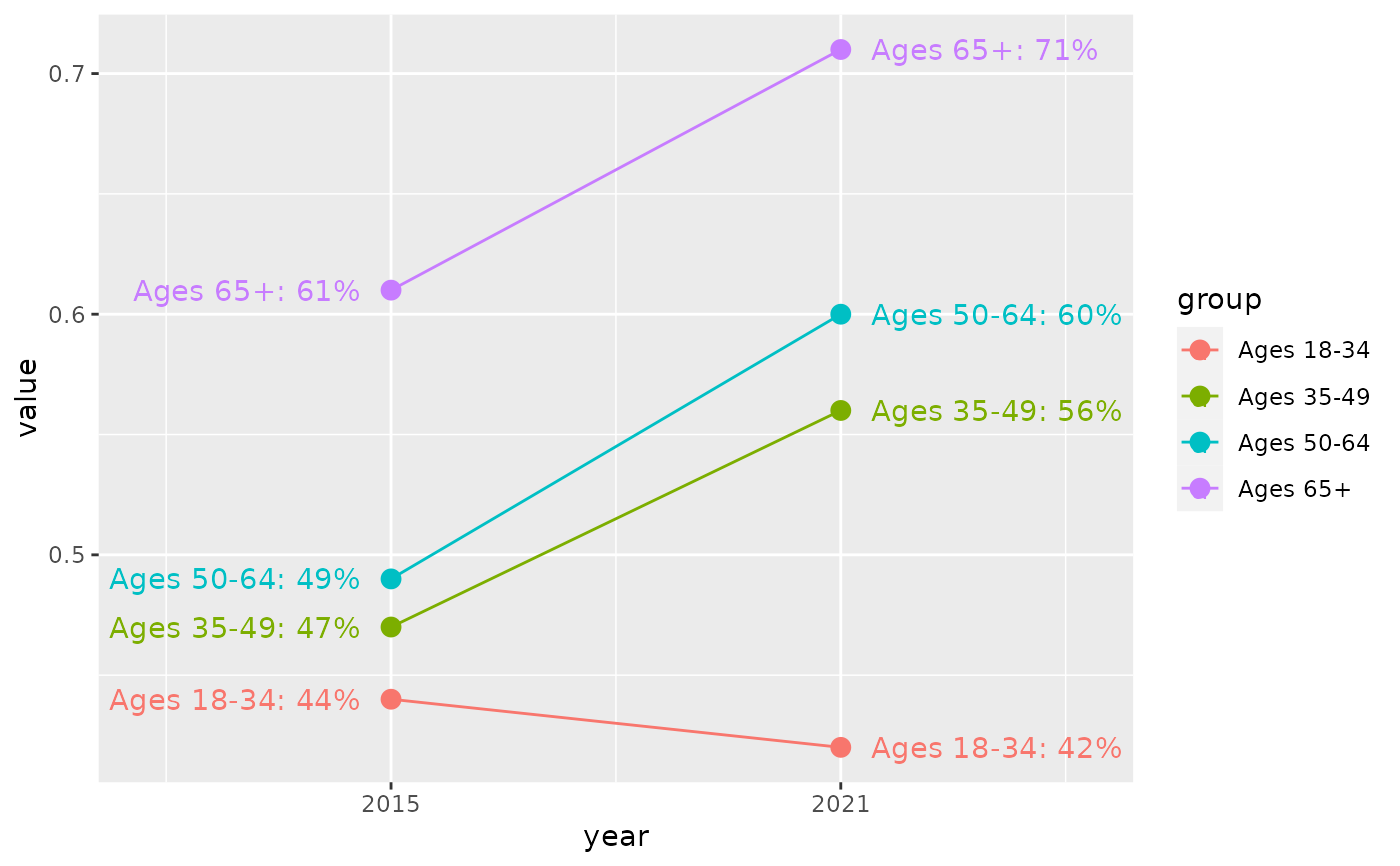 0.7
0.6
0.5
value
Ages 65+: 71%
Ages 65+: 61%
Ages 50-64: 60%
Ages 35-49: 56%
Ages 50-64: 49%
Ages 35-49: 47%
Ages 18-34: 44%
Ages 18-34: 42%
2015
2021
year
group
Ages 18-34
Ages 35-49
Ages 50-64
Ages 65+